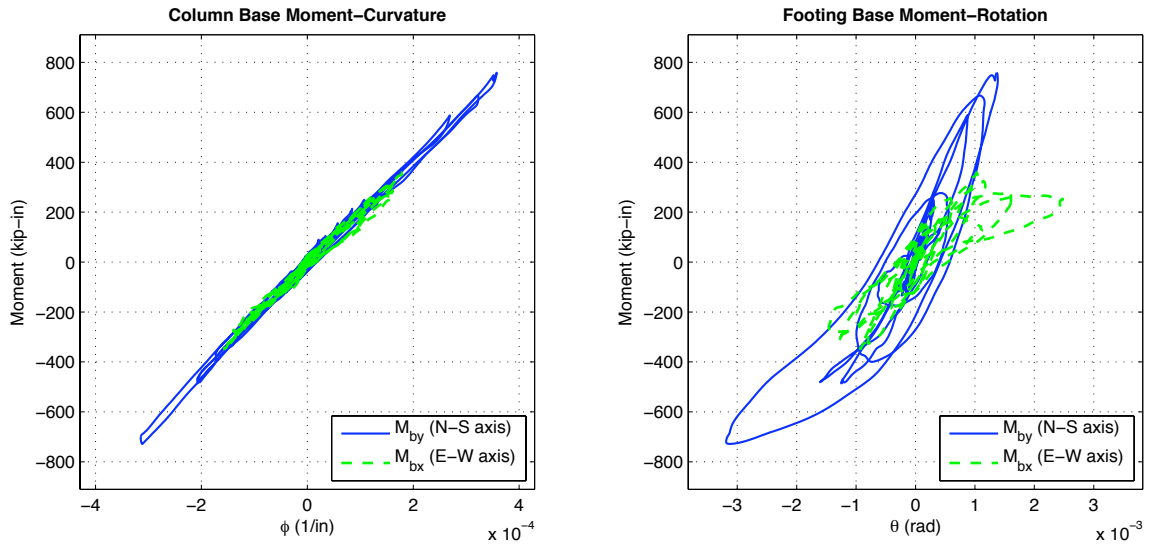 Column Base Moment−Curvature
Moment (kip−in)
800
600
400
200
0
−200
−400
−600
−800
M_by (N−S axis)
M_bx (E−W axis)
−4
−2
0
2
4
ϕ (1/in)
x 10^−4
Footing Base Moment−Rotation
Moment (kip−in)
800
600
400
200
0
−200
−400
−600
−800
M_by (N−S axis)
M_bx (E−W axis)
−3
−2
−1
0
1
2
3
θ (rad)
x 10^−3